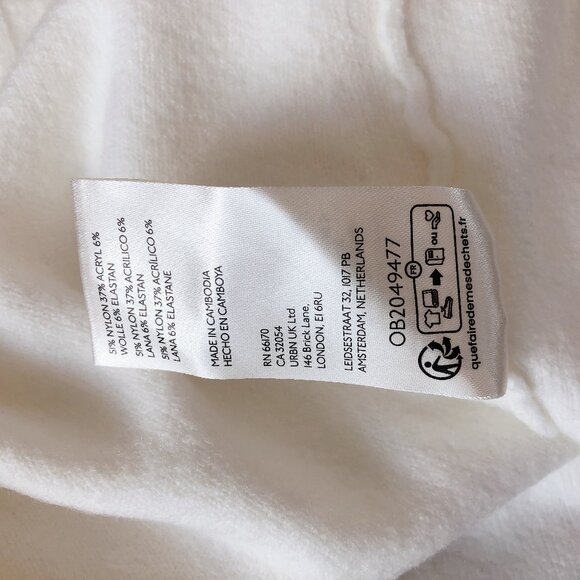 51% NYLON 37% ACRYL 6%
WOLLE 6% ELASTAN
51% NYLON 37% ACRILICO 6%
LANA 6% ELASTAN
51% NYLON 37% ACRÍLICO 6%
LANA 6% ELASTANE
MADE IN CAMBODIA
HECHO EN CAMBOYA
RN 66170
CA 32054
URBN UK Ltd
146 Brick Lane,
LONDON, E1 6RU
LEIDSESTRAAT 32, 1017 PB
AMSTERDAM, NETHERLANDS
OB2049477
FR
ou
quefairedemesdechets.fr